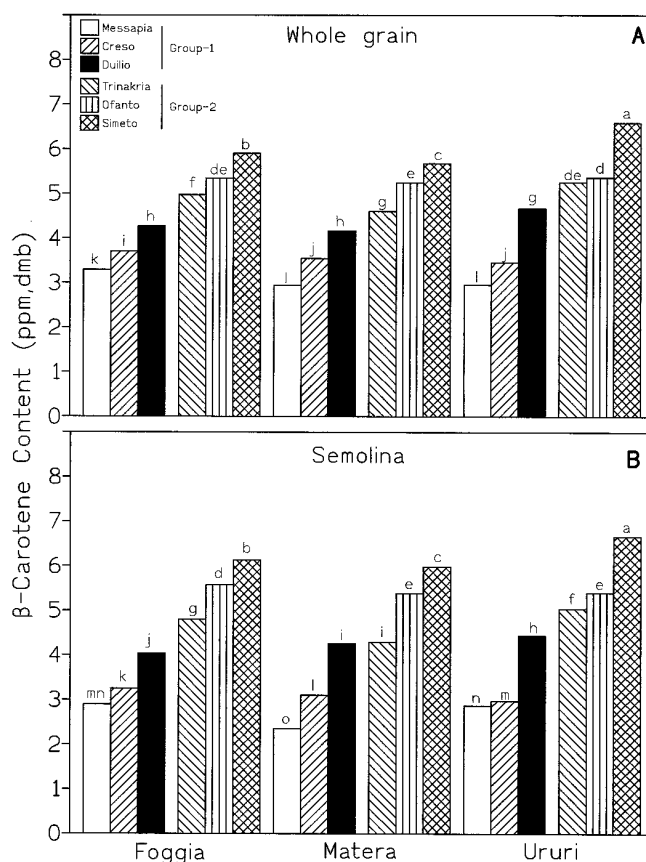 β-Carotene Content (ppm,dmb)
Whole grain
A
Messapia
Creso
Duilio
Group-1
Trinakria
Ofanto
Simeto
Group-2
8
7
6
5
4
3
2
1
0
k
i
h
f
de
b
l
j
h
g
e
c
l
j
g
de
d
a
Semolina
B
8
7
6
5
4
3
2
1
0
mn
k
j
g
d
b
o
l
i
i
e
c
n
m
h
f
e
a
Foggia
Matera
Ururi